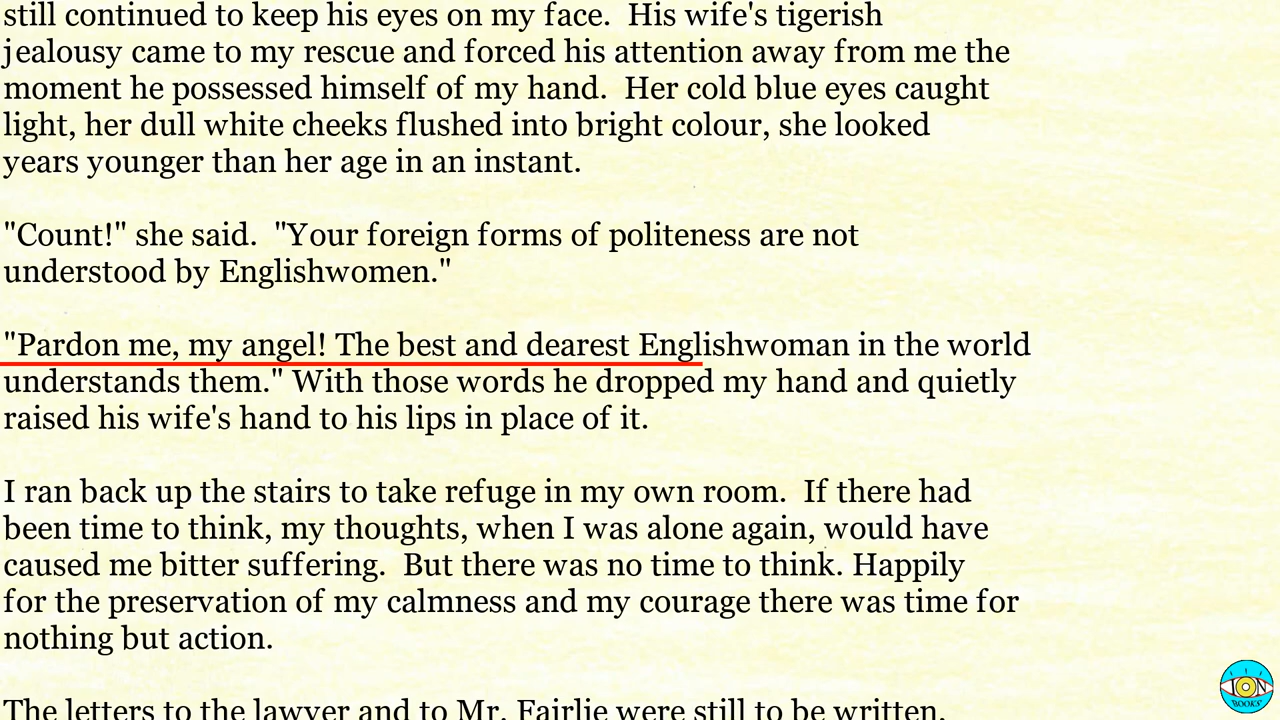 still continued to keep his eyes on my face.  His wife's tigerish
jealousy came to my rescue and forced his attention away from me the
moment he possessed himself of my hand.  Her cold blue eyes caught
light, her dull white cheeks flushed into bright colour, she looked
years younger than her age in an instant.
"Count!" she said.  "Your foreign forms of politeness are not
understood by Englishwomen."
"Pardon me, my angel! The best and dearest Englishwoman in the world
understands them." With those words he dropped my hand and quietly
raised his wife's hand to his lips in place of it.
I ran back up the stairs to take refuge in my own room.  If there had
been time to think, my thoughts, when I was alone again, would have
caused me bitter suffering.  But there was no time to think. Happily
for the preservation of my calmness and my courage there was time for
nothing but action.
The letters to the lawyer and to Mr. Fairlie were still to be written,
ION
BOOKS